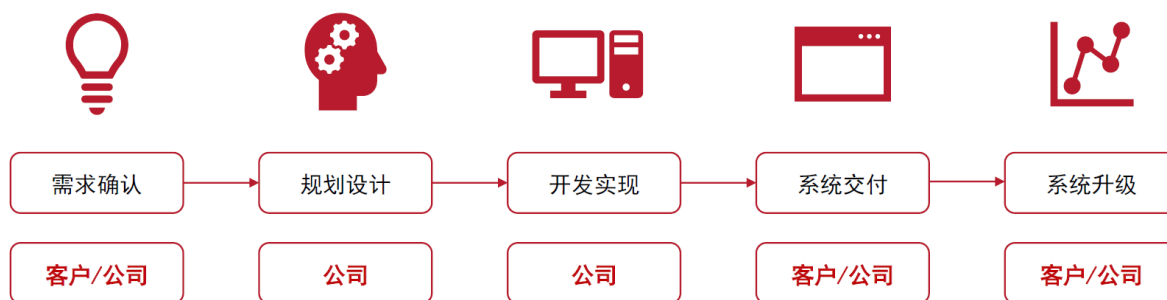 需求确认
规划设计
开发实现
系统交付
系统升级
客户/公司
公司
公司
客户/公司
客户/公司